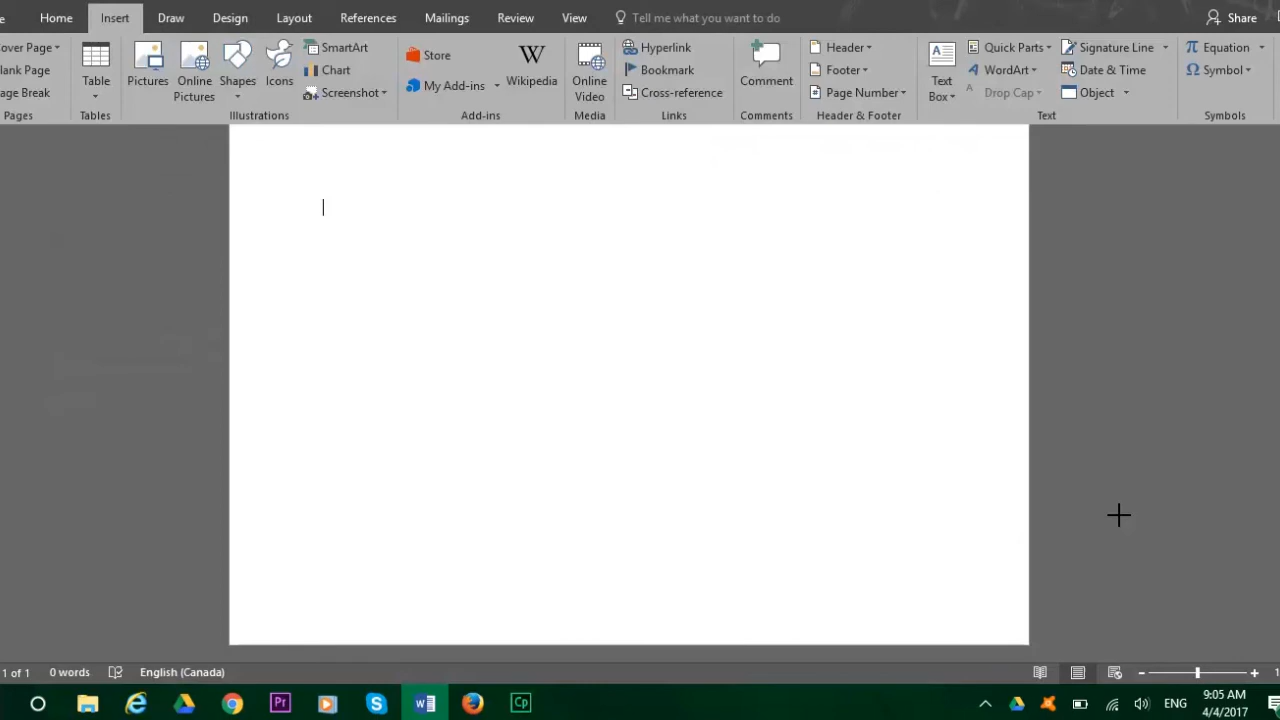 Home Insert Draw Design Layout References Mailings Review View Tell me what you want to do Share
over Page
lank Page
age Break
Pages
Table
Tables
Pictures
Online Pictures
Shapes
Icons
SmartArt
Chart
Screenshot
Illustrations
Store
My Add-ins
W
Wikipedia
Add-ins
Online Video
Media
Hyperlink
Bookmark
Cross-reference
Links
Comment
Comments
Header
Footer
Page Number
Header & Footer
A
Text Box
Quick Parts
WordArt
Drop Cap
Signature Line
Date & Time
Object
Text
π Equation
Ω Symbol
Symbols
1 of 1 0 words English (Canada) 1
Pr Cp ENG
9:05 AM
4/4/2017